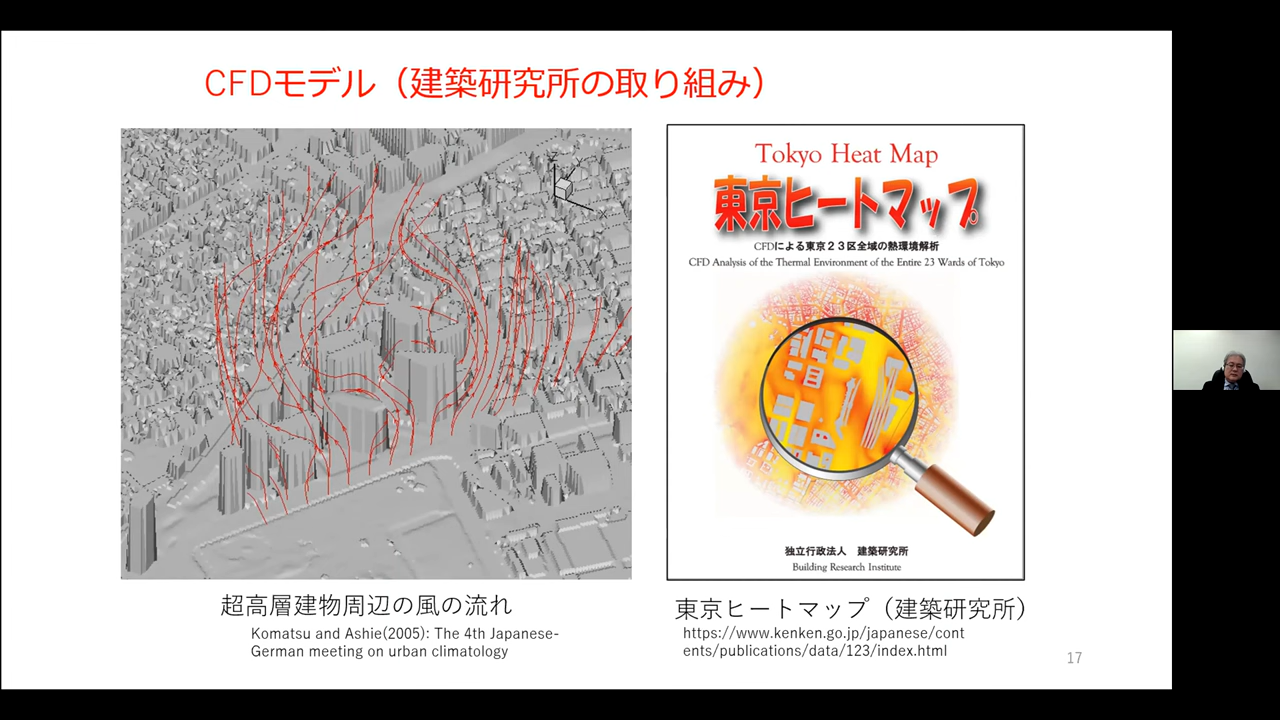 CFDモデル（建築研究所の取り組み）
Z
Y
X
超高層建物周辺の風の流れ
Komatsu and Ashie(2005): The 4th Japanese-
German meeting on urban climatology
Tokyo Heat Map
東京ヒートマップ
CFDによる東京２３区全域の熱環境解析
CFD Analysis of the Thermal Environment of the Entire 23 Wards of Tokyo
独立行政法人　建築研究所
Building Research Institute
東京ヒートマップ（建築研究所）
https://www.kenken.go.jp/japanese/cont
ents/publications/data/123/index.html
17